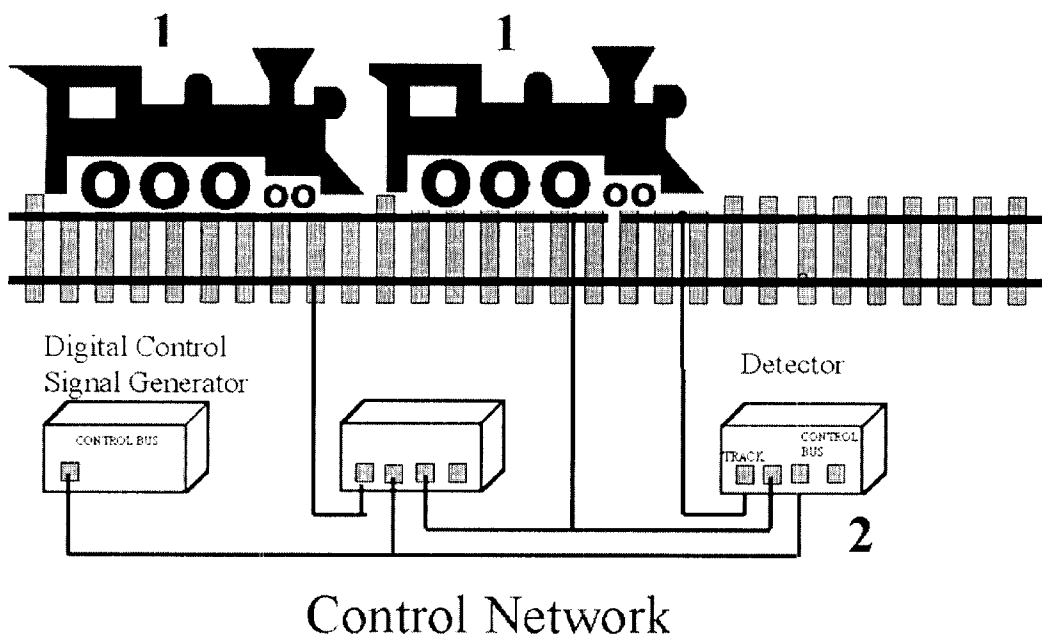 1
1
Digital Control
Signal Generator
Detector
CONTROL BUS
CONTROL
BUS
TRACK
2
Control Network